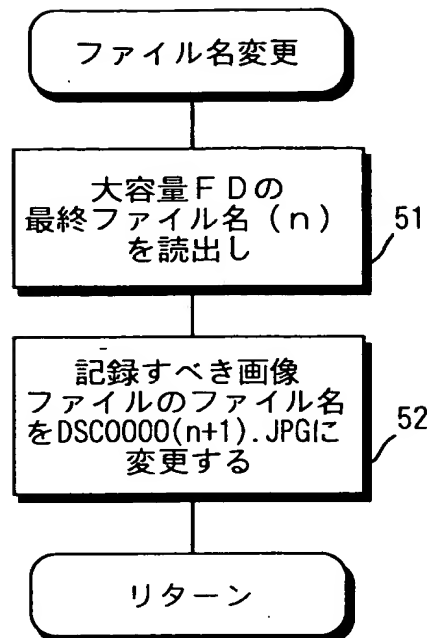 ファイル名変更
大容量ＦＤの
最終ファイル名（ｎ）
を読出し
51
記録すべき画像
ファイルのファイル名
をDSC0000(n+1).JPGに
変更する
52
リターン